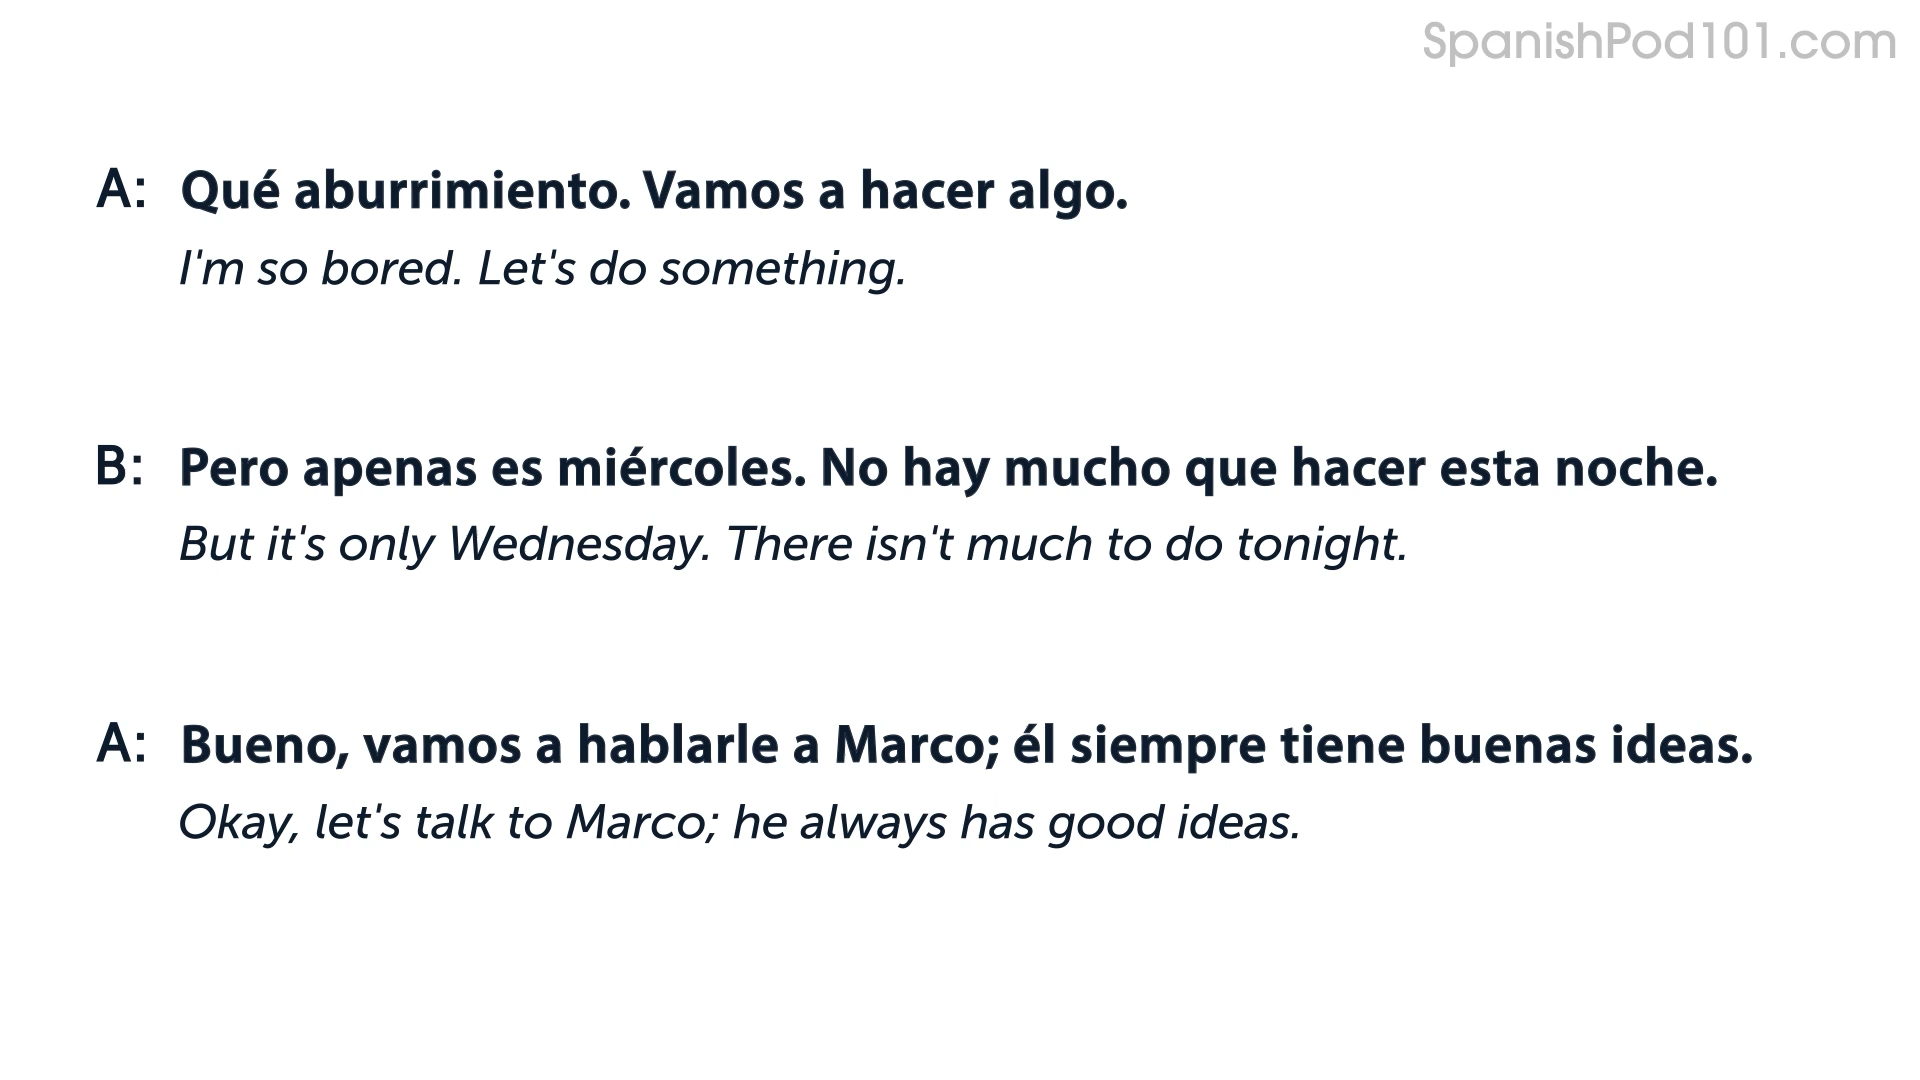 SpanishPod101.com
A: Qué aburrimiento. Vamos a hacer algo.
I'm so bored. Let's do something.
B: Pero apenas es miércoles. No hay mucho que hacer esta noche.
But it's only Wednesday. There isn't much to do tonight.
A: Bueno, vamos a hablarle a Marco; él siempre tiene buenas ideas.
Okay, let's talk to Marco; he always has good ideas.